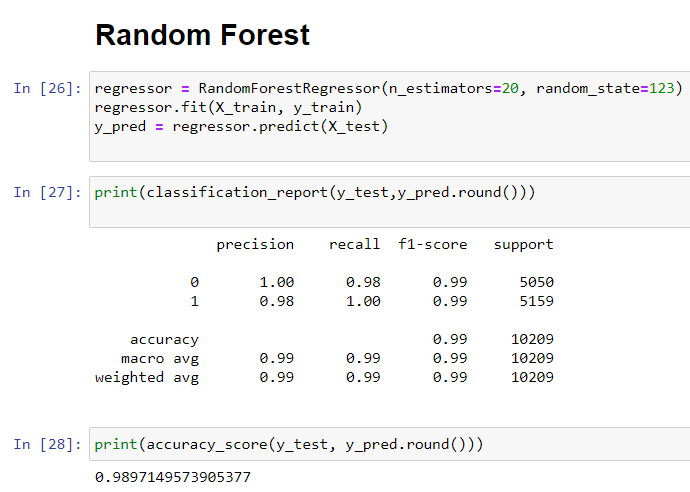 Random Forest
In [26]: regressor = RandomForestRegressor(n_estimators=20, random_state=123)
regressor.fit(X_train, y_train)
y_pred = regressor.predict(X_test)
In [27]: print(classification_report(y_test,y_pred.round()))
precision recall f1-score support
0 1.00 0.98 0.99 5050
1 0.98 1.00 0.99 5159
accuracy 0.99 10209
macro avg 0.99 0.99 0.99 10209
weighted avg 0.99 0.99 0.99 10209
In [28]: print(accuracy_score(y_test, y_pred.round()))
0.9897149573905377